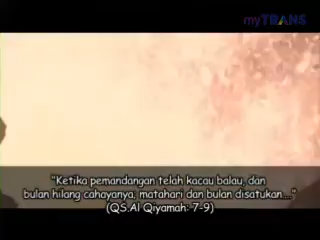 myTRANS
"Ketika pemandangan telah kacau balau, dan
bulan hilang cahayanya, matahari dan bulan disatukan...."
(QS.Al Qiyamah: 7-9)